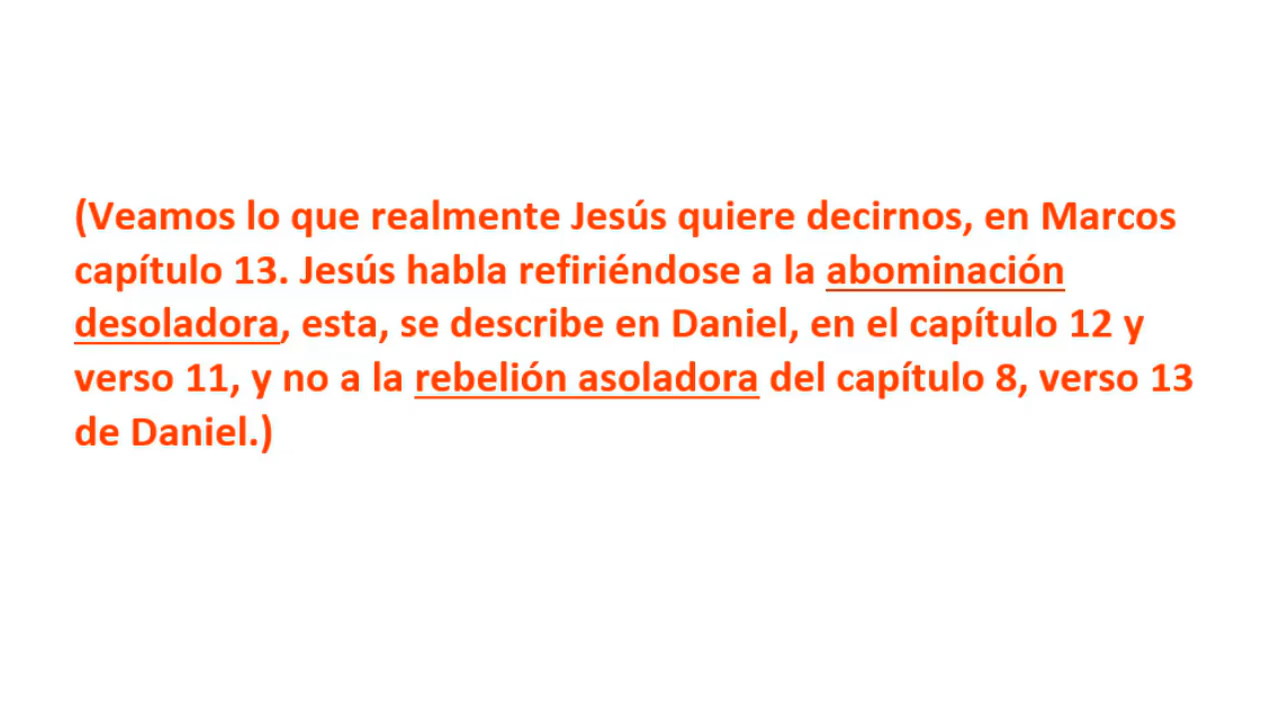 (Veamos lo que realmente Jesús quiere decirnos, en Marcos
capítulo 13. Jesús habla refiriéndose a la abominación
desoladora, esta, se describe en Daniel, en el capítulo 12 y
verso 11, y no a la rebelión asoladora del capítulo 8, verso 13
de Daniel.)